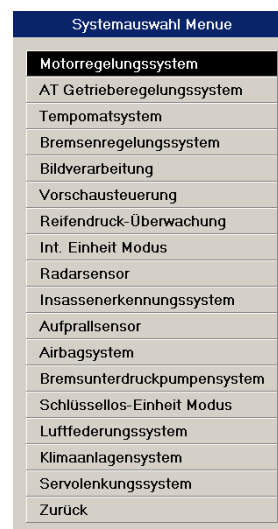 Systemauswahl Menue
Motorregelungssystem
AT Getrieberegelungssystem
Tempomatsystem
Bremsenregelungssystem
Bildverarbeitung
Vorschausteuerung
Reifendruck-Überwachung
Int. Einheit Modus
Radarsensor
Insassenerkennungssystem
Aufprallsensor
Airbagsystem
Bremsunterdruckpumpensystem
Schlüssellos-Einheit Modus
Luftfederungssystem
Klimaanlagensystem
Servolenkungssystem
Zurück